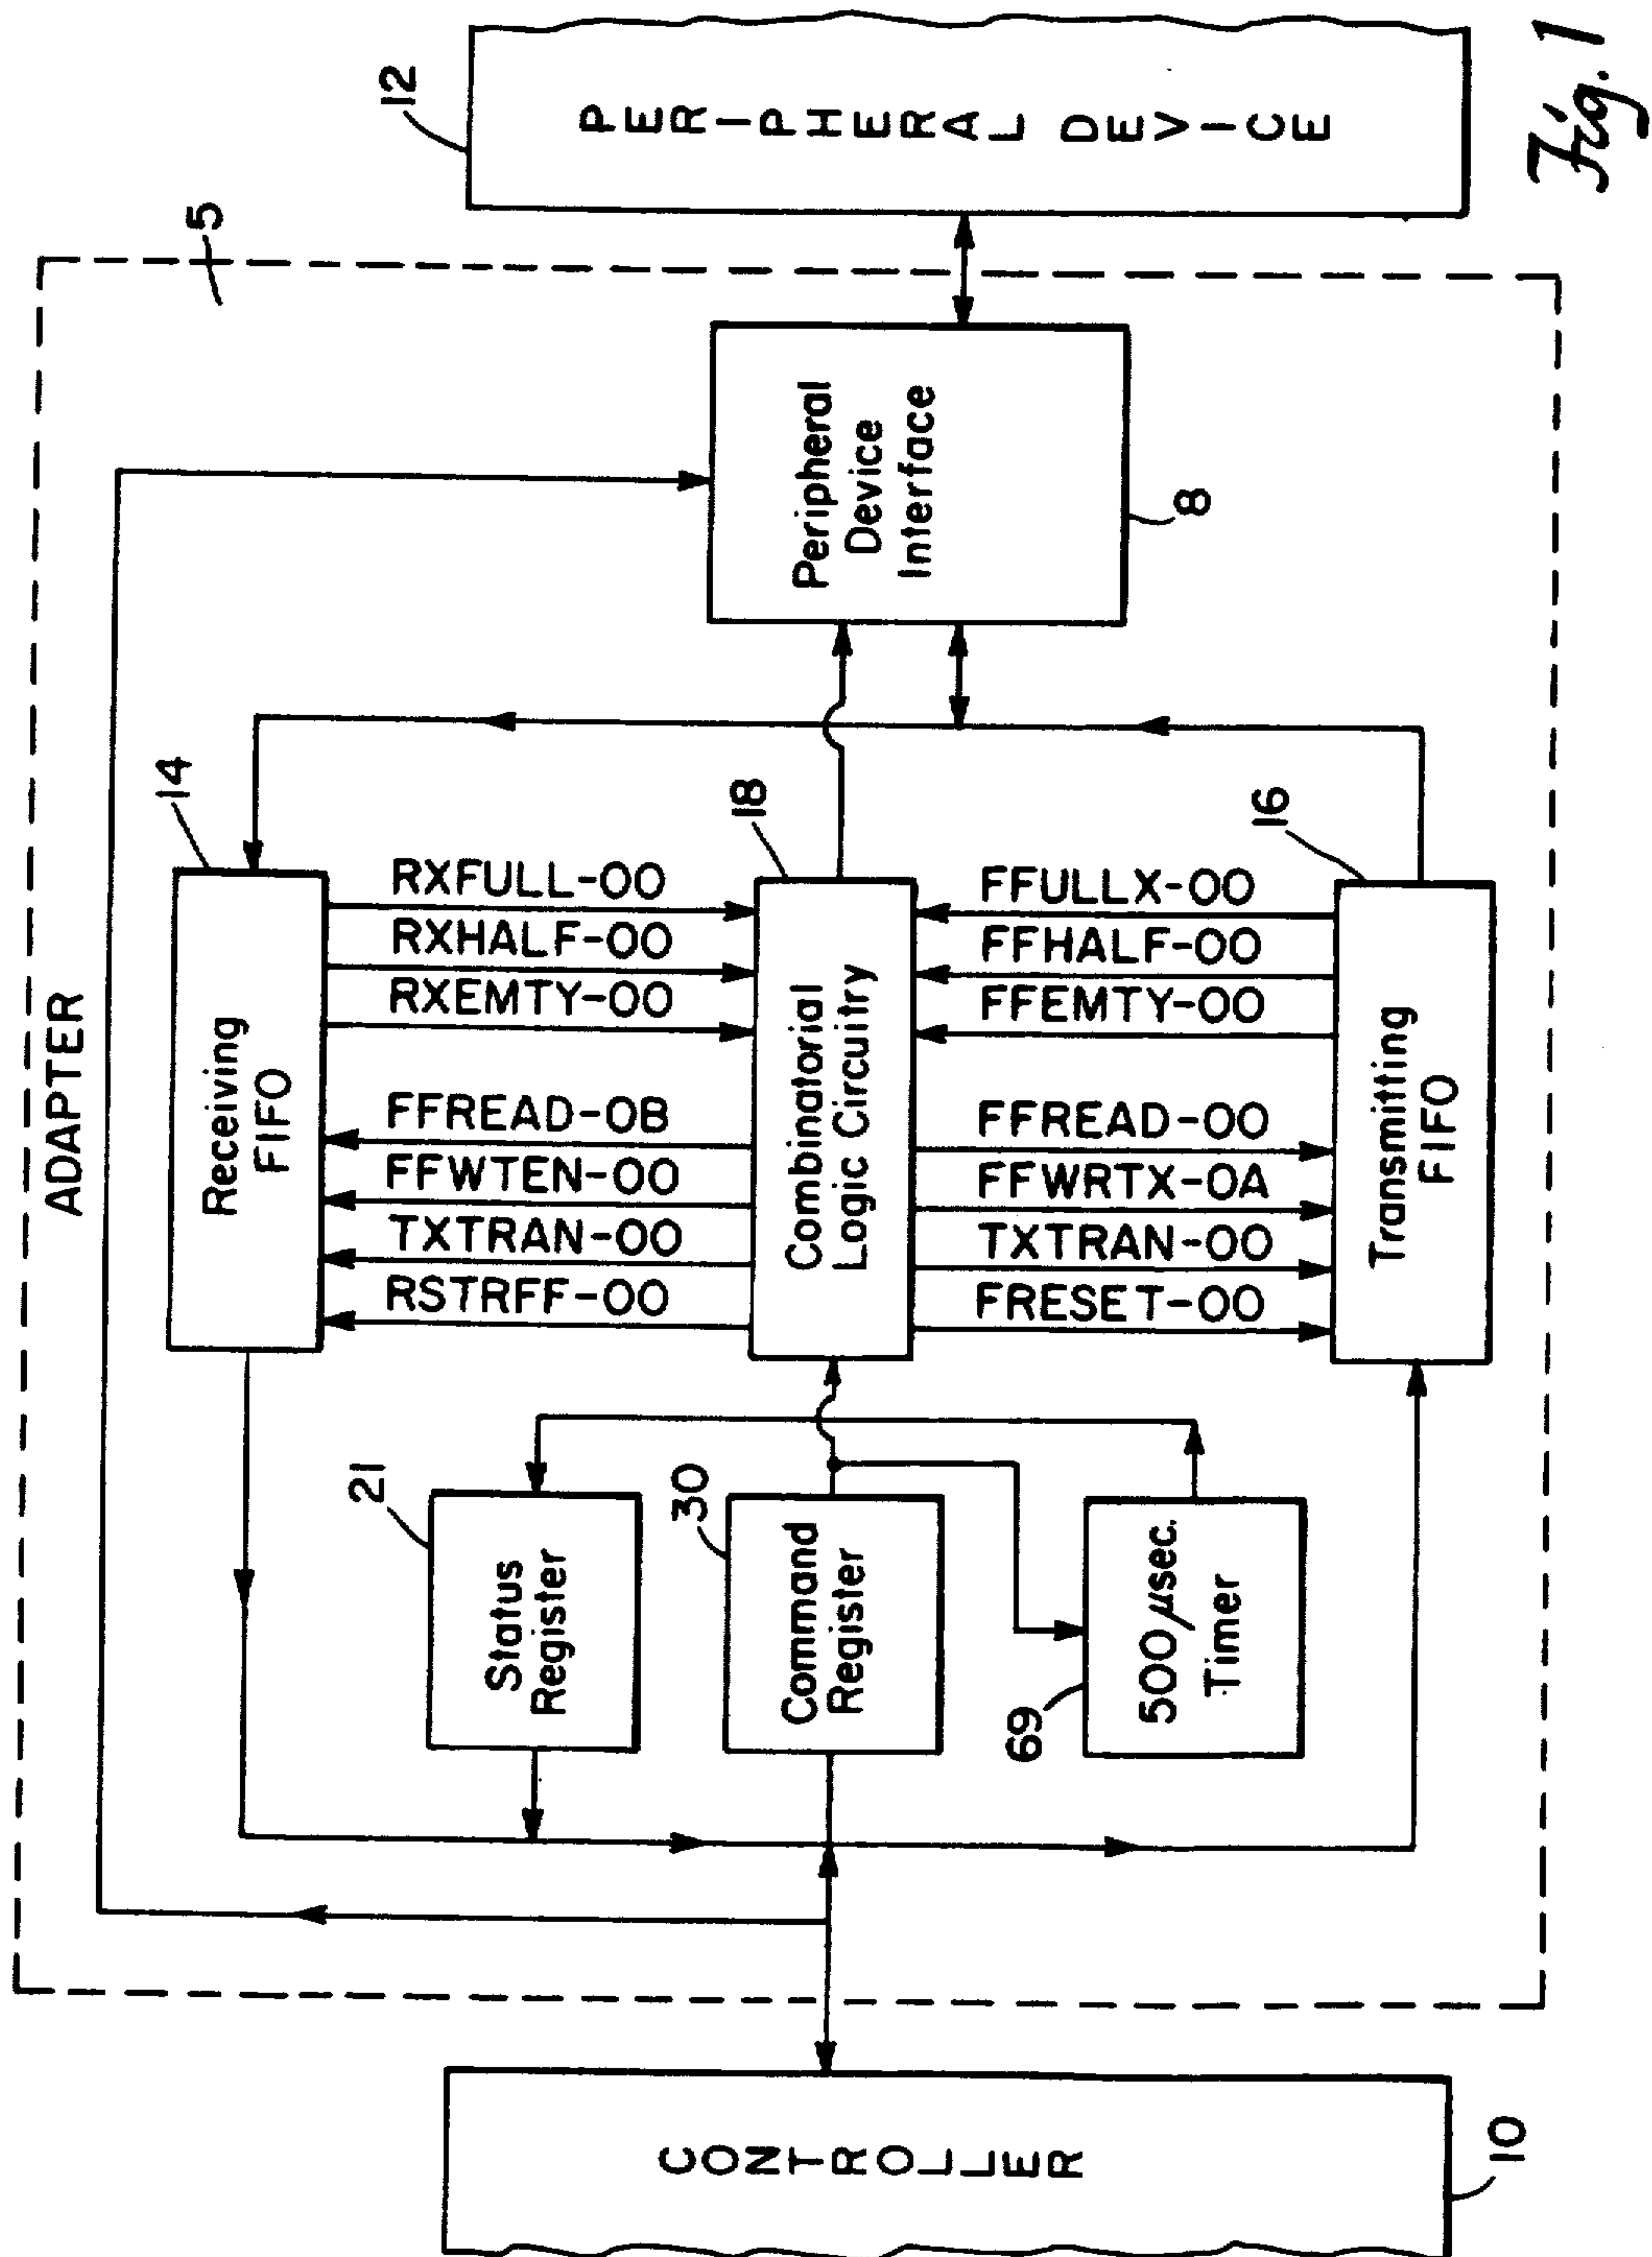 ADAPTER
5
12
PERIPHERAL DEVICE
14
Receiving
FIFO
RXFULL-00
RXHALF-00
RXEMTY-00
FFREAD-0B
FFWTEN-00
TXTRAN-00
RSTRFF-00
21
Status
Register
30
Command
Register
18
Combinatorial
Logic Circuitry
Peripheral
Device
Interface
8
FFULLX-00
FFHALF-00
FFEMTY-00
FFREAD-00
FFWRTX-0A
TXTRAN-00
FRESET-00
69
500μsec.
Timer
16
Transmitting
FIFO
CONTROLLER
10
Fig. 1